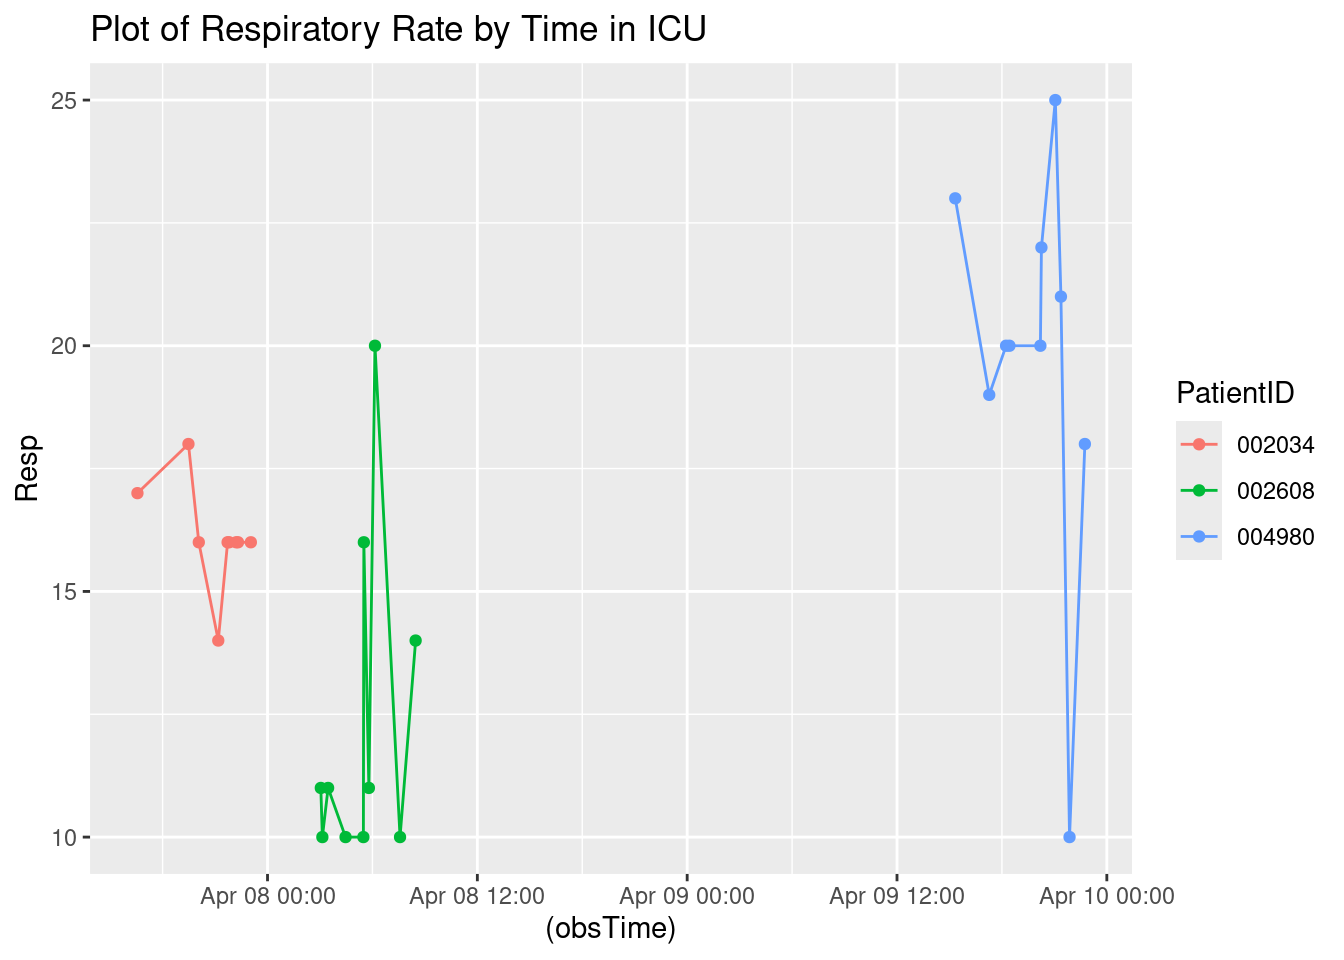 Plot of Respiratory Rate by Time in ICU
25
20
15
10
Resp
Apr 08 00:00
Apr 08 12:00
Apr 09 00:00
Apr 09 12:00
Apr 10 00:00
(obsTime)
PatientID
002034
002608
004980